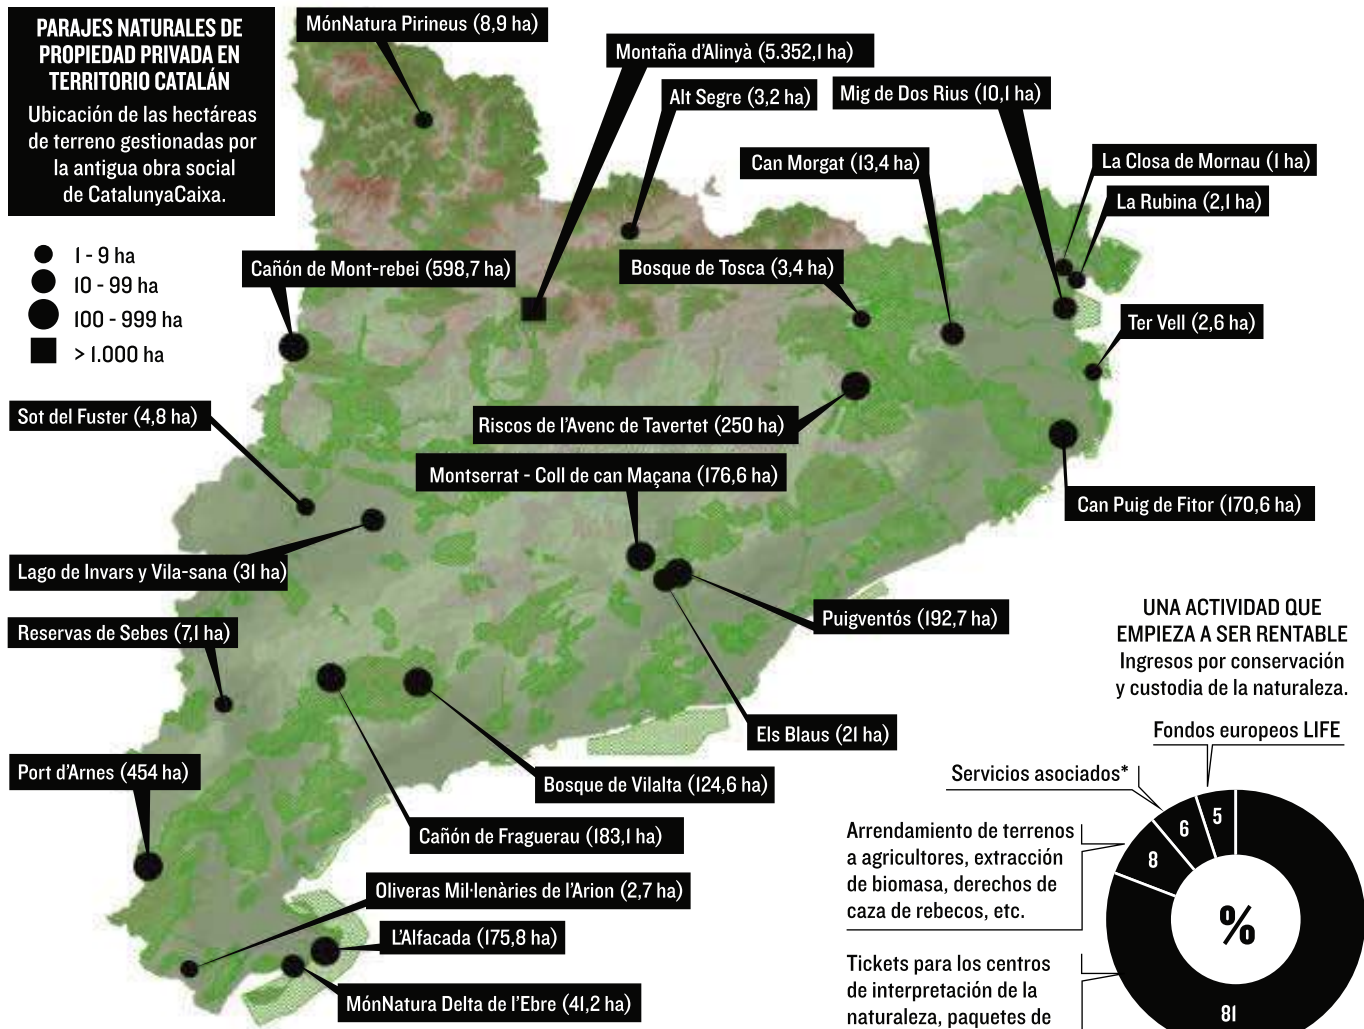 PARAJES NATURALES DE
PROPIEDAD PRIVADA EN
TERRITORIO CATALÁN
Ubicación de las hectáreas
de terreno gestionadas por
la antigua obra social
de CatalunyaCaixa.
1 - 9 ha
10 - 99 ha
100 - 999 ha
> 1.000 ha
MónNatura Pirineus (8,9 ha)
Montaña d'Alinyà (5.352,1 ha)
Alt Segre (3,2 ha)
Mig de Dos Rius (10,1 ha)
Can Morgat (13,4 ha)
La Closa de Mornau (1 ha)
La Rubina (2,1 ha)
Cañón de Mont-rebei (598,7 ha)
Bosque de Tosca (3,4 ha)
Ter Vell (2,6 ha)
Sot del Fuster (4,8 ha)
Riscos de l'Avenc de Tavertet (250 ha)
Montserrat - Coll de can Maçana (176,6 ha)
Can Puig de Fitor (170,6 ha)
Lago de Invars y Vila-sana (31 ha)
Reservas de Sebes (7,1 ha)
Puigventós (192,7 ha)
Els Blaus (21 ha)
Port d'Arnes (454 ha)
Bosque de Vilalta (124,6 ha)
Cañón de Fraguerau (183,1 ha)
Oliveras Mil·lenàries de l'Arion (2,7 ha)
L'Alfacada (175,8 ha)
MónNatura Delta de l'Ebre (41,2 ha)
UNA ACTIVIDAD QUE
EMPIEZA A SER RENTABLE
Ingresos por conservación
y custodia de la naturaleza.
Fondos europeos LIFE
Servicios asociados*
Arrendamiento de terrenos
a agricultores, extracción
de biomasa, derechos de
caza de rebecos, etc.
Tickets para los centros
de interpretación de la
naturaleza, paquetes de
5
6
8
%
81